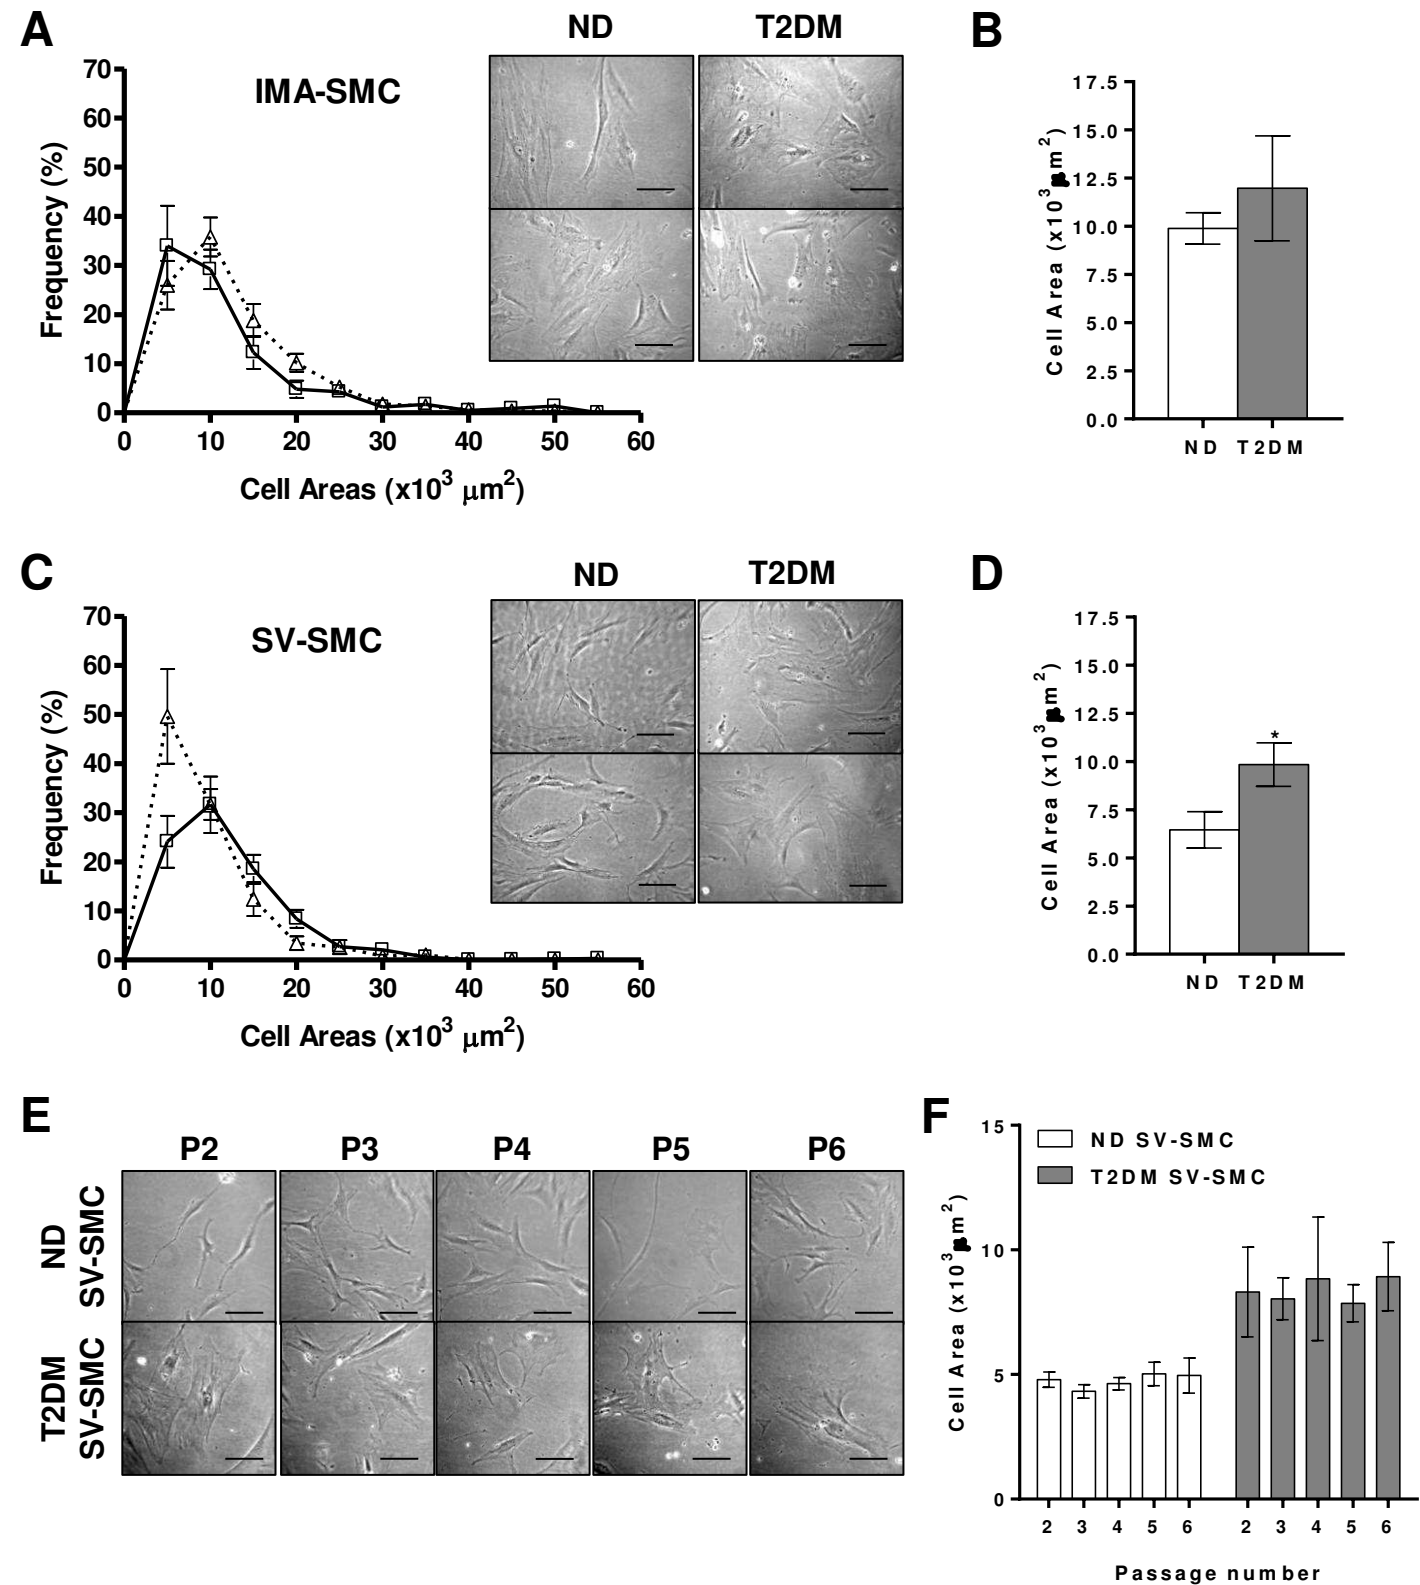 A
ND
T2DM
B
IMA-SMC
70
60
50
40
30
20
10
0
Frequency (%)
0 10 20 30 40 50 60
Cell Areas (x10³ μm²)
17.5
15.0
12.5
10.0
7.5
5.0
2.5
0.0
Cell Area (x10³ m²)
ND T2DM
C
ND
T2DM
D
SV-SMC
70
60
50
40
30
20
10
0
Frequency (%)
0 10 20 30 40 50 60
Cell Areas (x10³ μm²)
17.5
15.0
12.5
10.0
7.5
5.0
2.5
0.0
Cell Area (x10³ m²)
*
ND T2DM
E
P2 P3 P4 P5 P6
ND
SV-SMC
T2DM
SV-SMC
F
15
10
5
0
Cell Area (x10³ m²)
ND SV-SMC
T2DM SV-SMC
2 3 4 5 6 2 3 4 5 6
Passage number